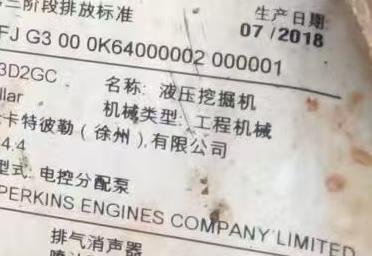 三阶段排放标准
生产日期:
07 / 2018
FJ G3 00 0K64000002 000001
3D2GC
名称: 液压挖掘机
llar
机械类型: 工程机械
卡特彼勒（徐州）有限公司
4.4
型式: 电控分配泵
PERKINS ENGINES COMPANY LIMITED
排气消声器